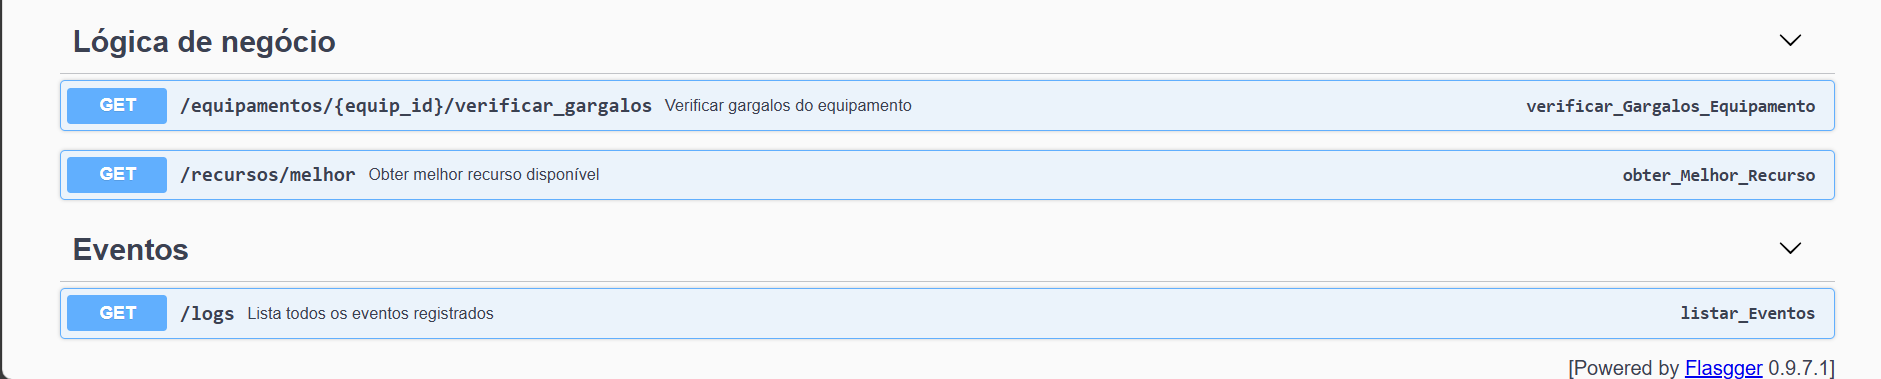 Lógica de negócio
GET /equipamentos/{equip_id}/verificar_gargalos Verificar gargalos do equipamento verificar_Gargalos_Equipamento
GET /recursos/melhor Obter melhor recurso disponível obter_Melhor_Recurso
Eventos
GET /logs Lista todos os eventos registrados listar_Eventos
[Powered by Flasgger 0.9.7.1]